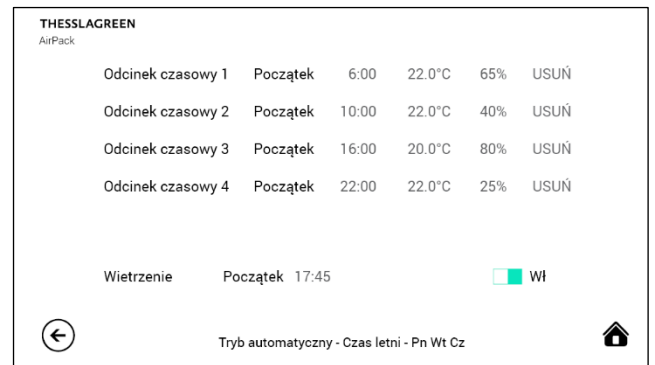 THESSLAGREEN
AirPack
Odcinek czasowy 1 Początek 6:00 22.0°C 65% USUŃ
Odcinek czasowy 2 Początek 10:00 22.0°C 40% USUŃ
Odcinek czasowy 3 Początek 16:00 20.0°C 80% USUŃ
Odcinek czasowy 4 Początek 22:00 22.0°C 25% USUŃ
Wietrzenie Początek 17:45 Wł
Tryb automatyczny - Czas letni - Pn Wt Cz